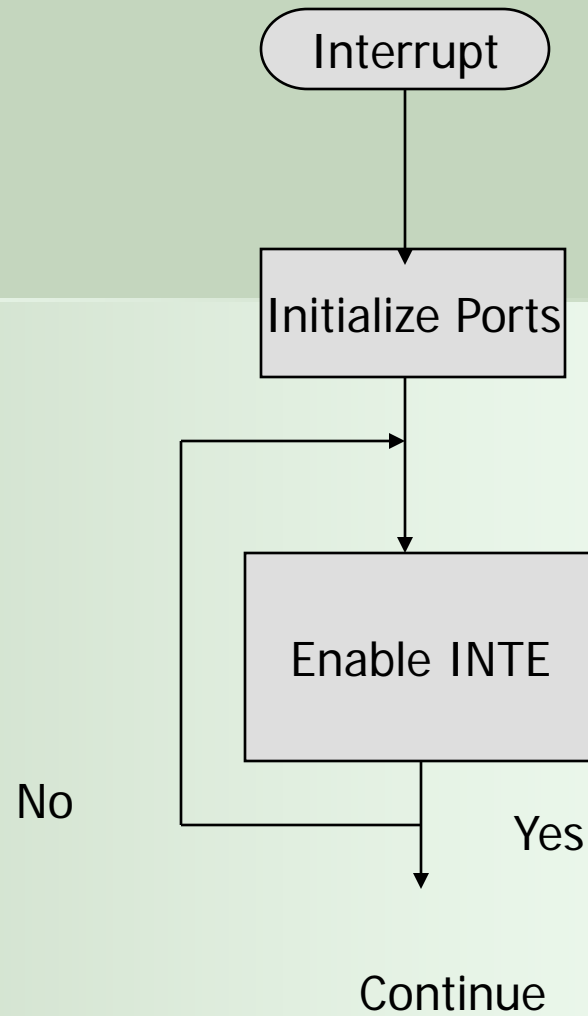 Interrupt
Initialize Ports
Enable INTE
No
Yes
Continue